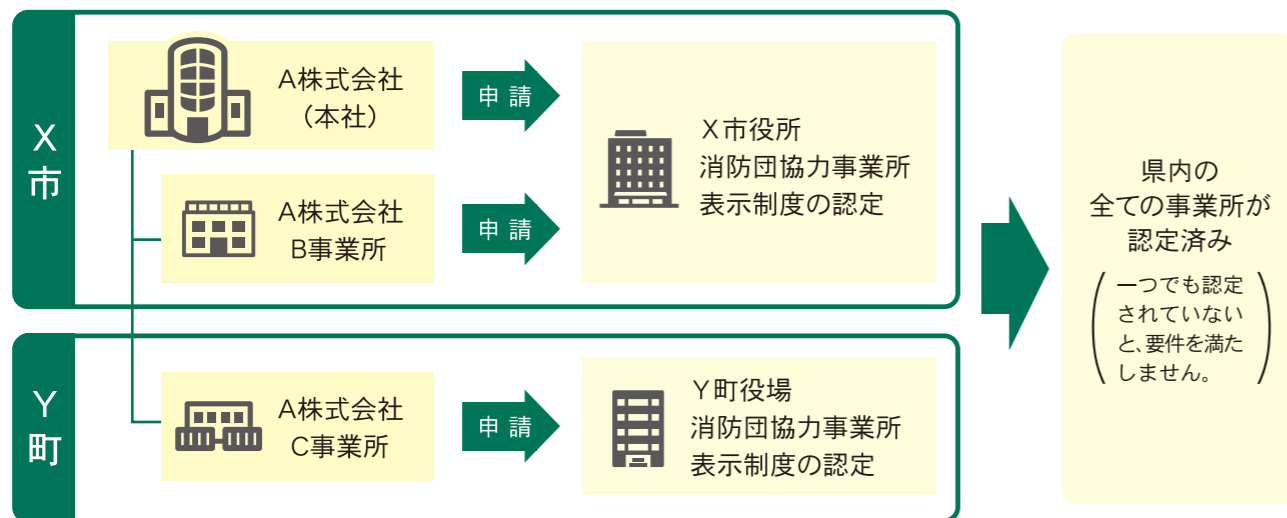 X市
A株式会社
（本社）
申請
A株式会社
B事業所
申請
X市役所
消防団協力事業所
表示制度の認定
Y町
A株式会社
C事業所
申請
Y町役場
消防団協力事業所
表示制度の認定
県内の
全ての事業所が
認定済み
（一つでも認定
されていない
と、要件を満た
しません。）